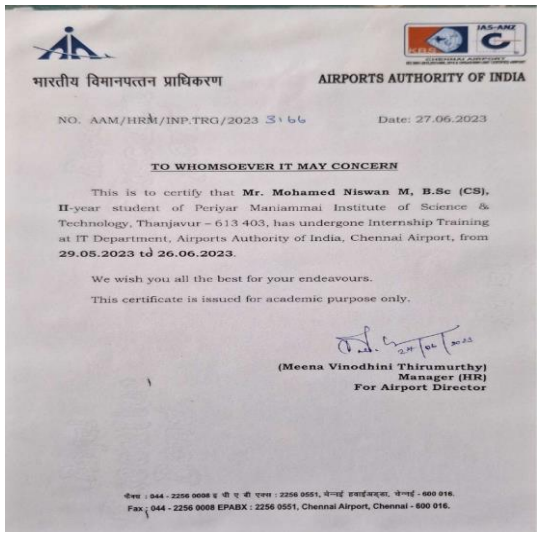 KBS
JAS-ANZ
C
CHENNAI AIRPORT
भारतीय विमानपत्तन प्राधिकरण
AIRPORTS AUTHORITY OF INDIA
NO. AAM/HRM/INP.TRG/2023 3166
Date: 27.06.2023
TO WHOMSOEVER IT MAY CONCERN
This is to certify that Mr. Mohamed Niswan M, B.Sc (CS),
II-year student of Periyar Maniammai Institute of Science &
Technology, Thanjavur – 613 403, has undergone Internship Training
at IT Department, Airports Authority of India, Chennai Airport, from
29.05.2023 to 26.06.2023.
We wish you all the best for your endeavours.
This certificate is issued for academic purpose only.
(Meena Vinodhini Thirumurthy)
Manager (HR)
For Airport Director
फैक्स : 044 - 2256 0008 इ पी ए बी एक्स : 2256 0551, चेन्नई हवाईअड्डा, चेन्नई - 600 016.
Fax : 044 - 2256 0008 EPABX : 2256 0551, Chennai Airport, Chennai - 600 016.